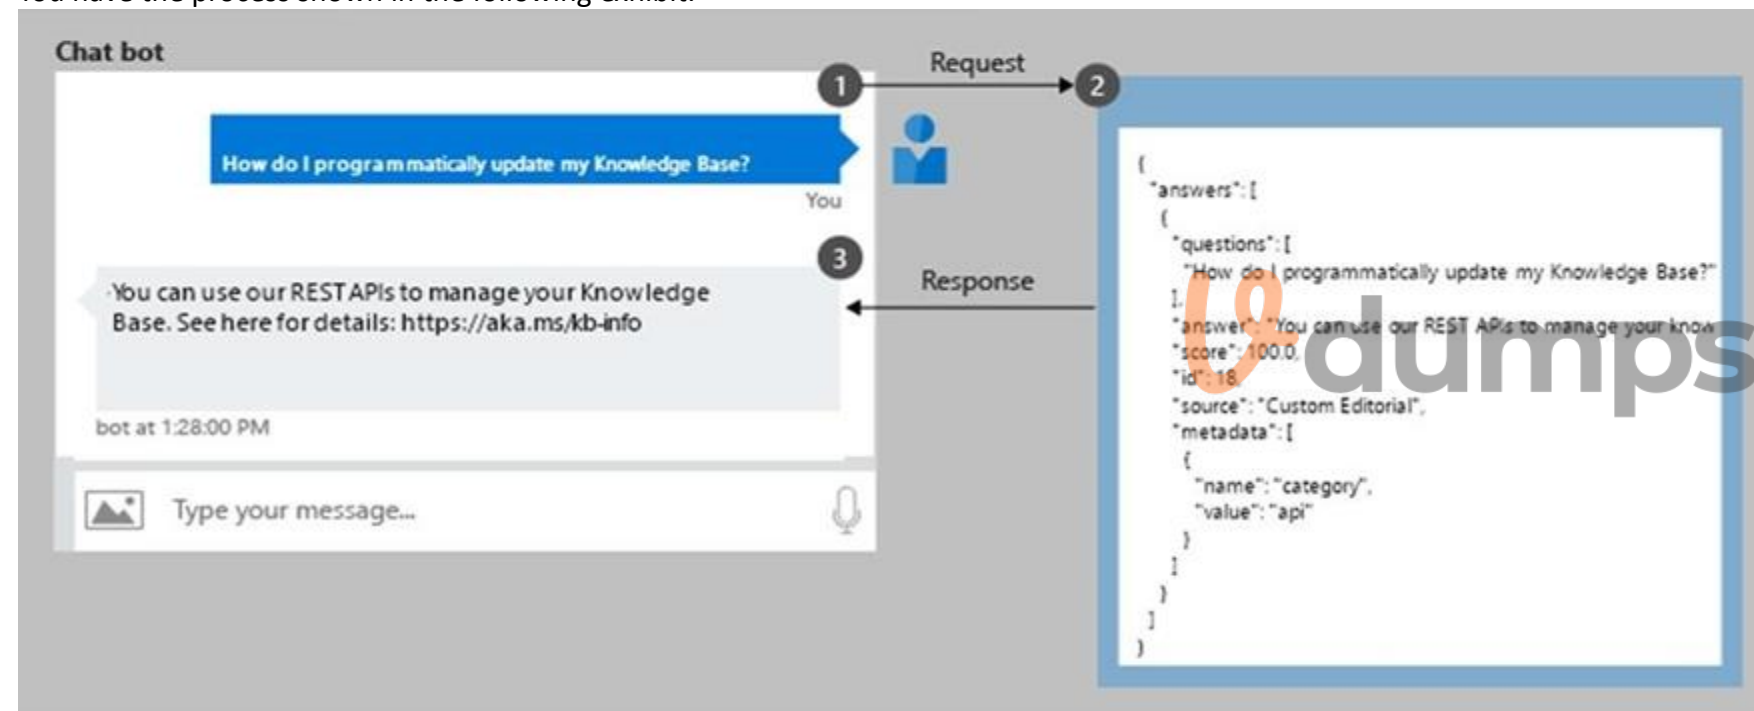 You have the process shown in the following exhibit.
Chat bot
1
Request
2
How do I programmatically update my Knowledge Base?
You
3
Response
You can use our REST APIs to manage your Knowledge
Base. See here for details: https://aka.ms/kb-info
bot at 1:28:00 PM
Type your message...
{
"answers": [
{
"questions": [
"How do I programmatically update my Knowledge Base?"
],
"answer": "You can use our REST APIs to manage your know
"score": 100.0,
"id": 18,
"source": "Custom Editorial",
"metadata": [
{
"name": "category",
"value": "api"
}
]
}
]
}
dumps